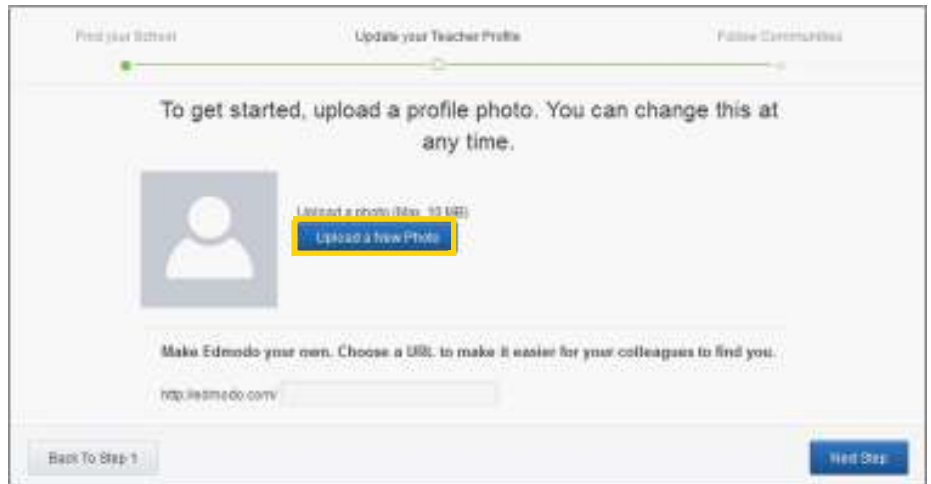 Find your School
Update your Teacher Profile
Follow Communities
To get started, upload a profile photo. You can change this at
any time.
Upload a photo (Max. 10 MB)
Upload a New Photo
Make Edmodo your own. Choose a URL to make it easier for your colleagues to find you.
http://edmodo.com/
Back To Step 1
Next Step